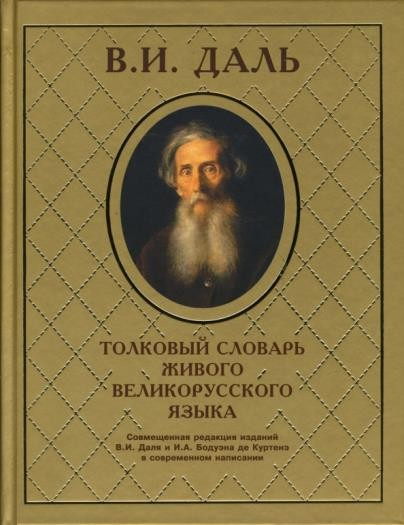 В.И. ДАЛЬ
ТОЛКОВЫЙ СЛОВАРЬ
ЖИВОГО
ВЕЛИКОРУССКОГО
ЯЗЫКА
Совмещенная редакция изданий
В.И. Даля и И.А. Бодуэна де Куртенэ
в современном написании